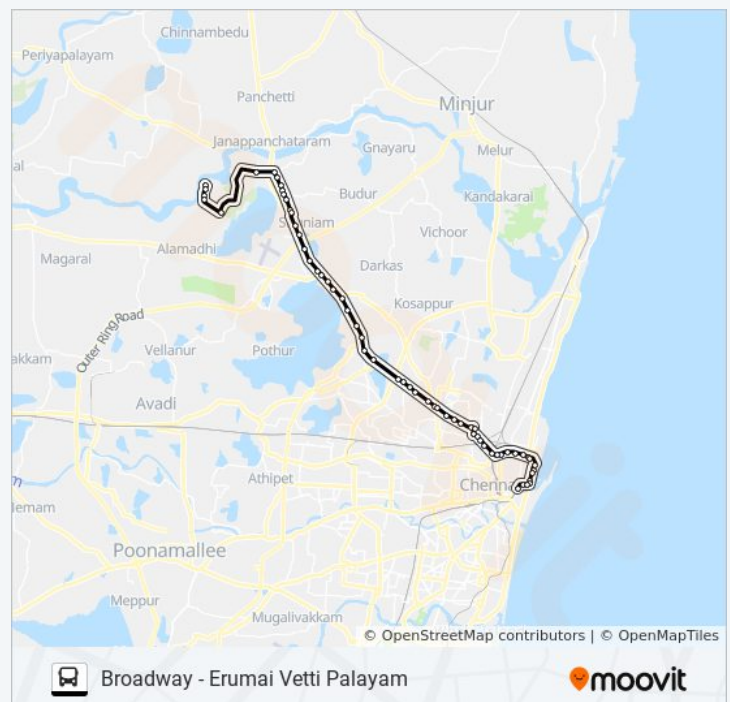 Chinnambedu
Periyapalayam
Panchetti
Minjur
Janappanchataram
Gnayaru
Melur
al
Budur
Kandakaral
Vichoor
Alamadhi
Magaral
Darkas
Kosappur
Outer Ring Road
akkam
Vellanur
Pothur
Avadi
Athipet
Chenna
m
lemam
Poonamallee
Meppur
Mugalivakkam
© OpenStreetMap contributors | © OpenMapTiles
Broadway - Erumai Vetti Palayam
moovit